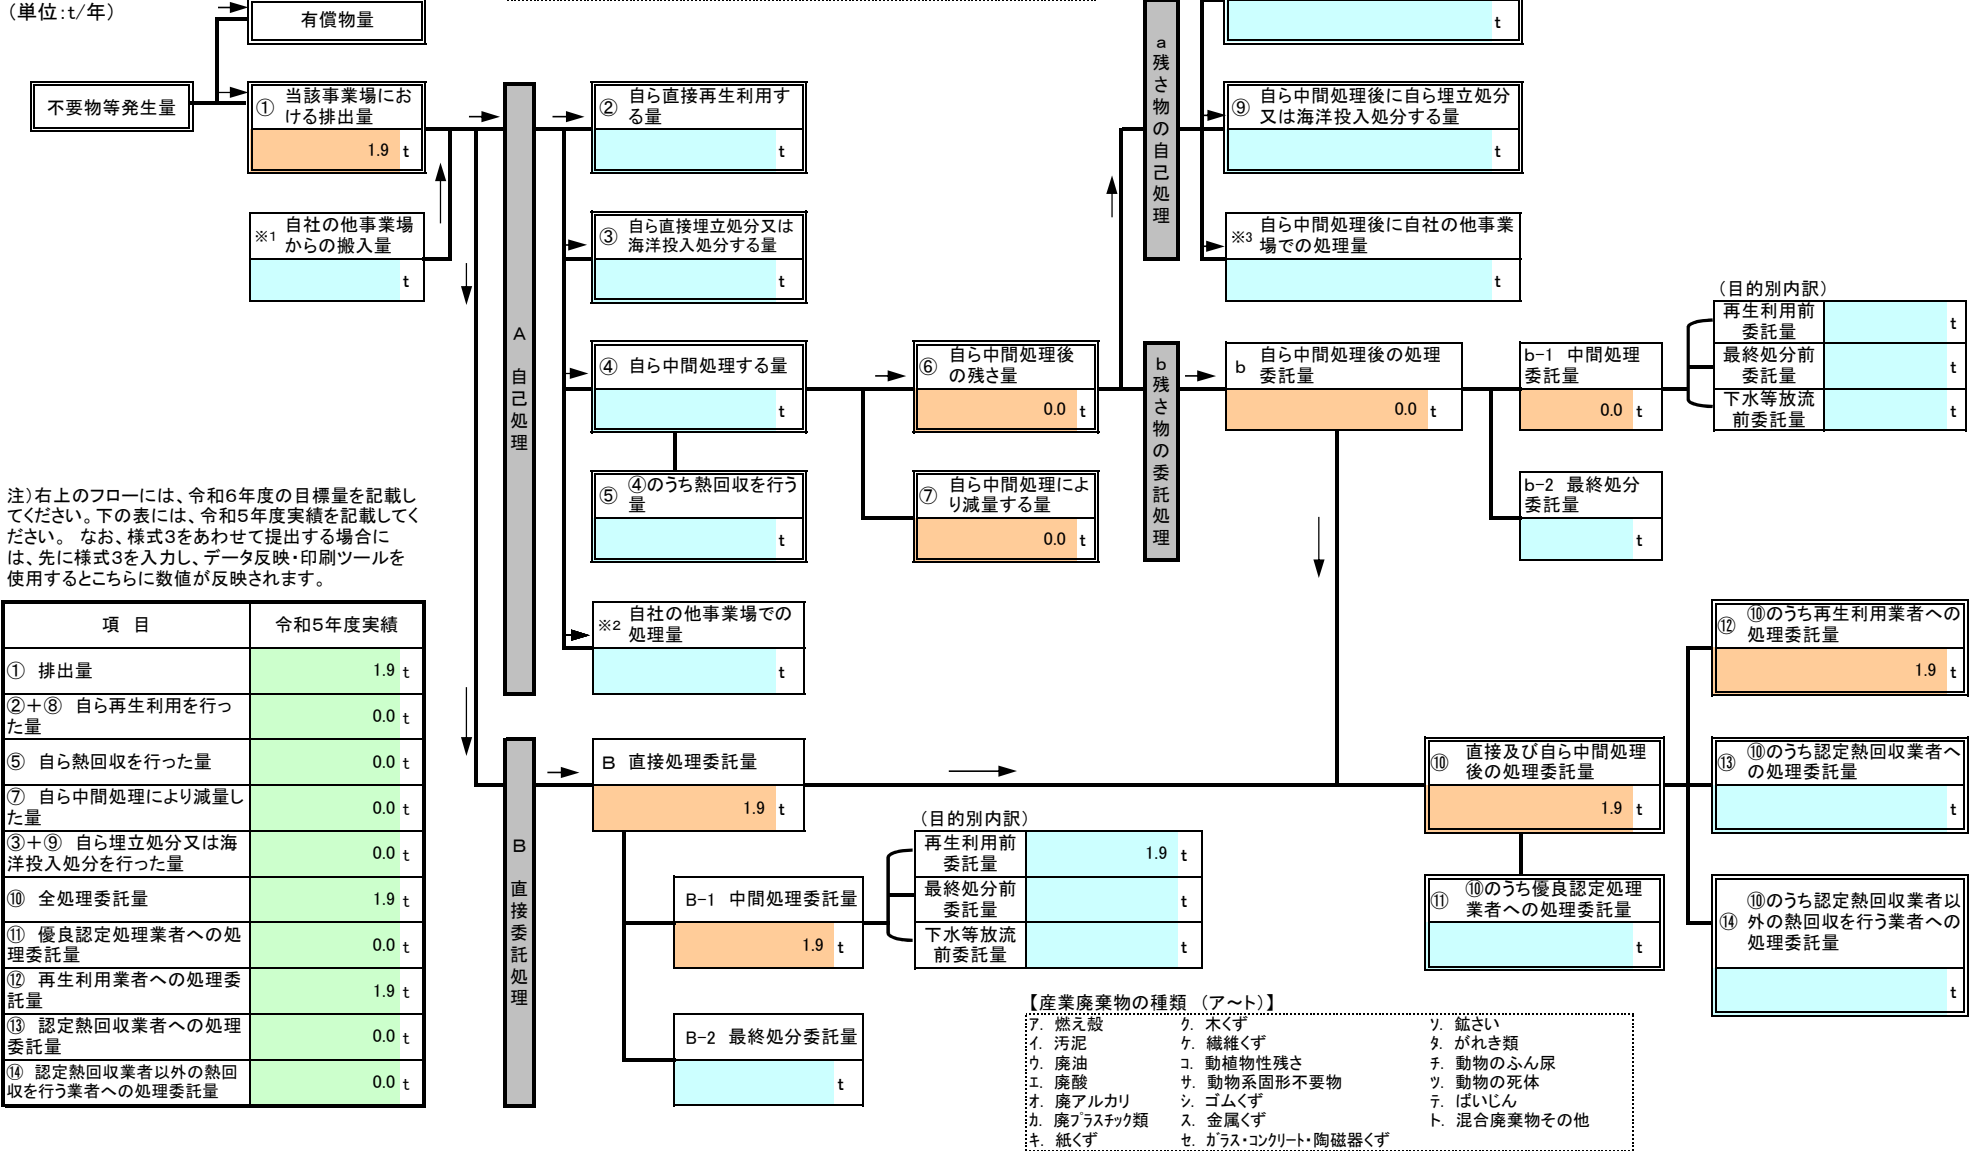 (単位:t/年)
有償物量
t
不要物等発生量
① 当該事業場にお
ける排出量
1.9 t
※1 自社の他事業場
からの搬入量
t
A 自己処理
② 自ら直接再生利用す
る量
t
③ 自ら直接埋立処分又は
海洋投入処分する量
t
④ 自ら中間処理する量
t
⑤ ④のうち熱回収を行う
量
t
※2 自社の他事業場での
処理量
t
⑥ 自ら中間処理後
の残さ量
0.0 t
⑦ 自ら中間処理によ
り減量する量
0.0 t
a 残さ物の自己処理
⑨ 自ら中間処理後に自ら埋立処分
又は海洋投入処分する量
t
※3 自ら中間処理後に自社の他事業
場での処理量
t
b 残さ物の委託処理
b 自ら中間処理後の処理
委託量
0.0 t
b-1 中間処理
委託量
0.0 t
(目的別内訳)
再生利用前
委託量
t
最終処分前
委託量
t
下水等放流
前委託量
t
b-2 最終処分
委託量
t
注)右上のフローには、令和6年度の目標量を記載し
てください。下の表には、令和5年度実績を記載してく
ださい。 なお、様式3をあわせて提出する場合に
は、先に様式3を入力し、データ反映・印刷ツールを
使用するとこちらに数値が反映されます。
項 目 令和5年度実績
① 排出量 1.9 t
②+⑧ 自ら再生利用を行っ
た量 0.0 t
⑤ 自ら熱回収を行った量 0.0 t
⑦ 自ら中間処理により減量し
た量 0.0 t
③+⑨ 自ら埋立処分又は海
洋投入処分を行った量 0.0 t
⑩ 全処理委託量 1.9 t
⑪ 優良認定処理業者への処
理委託量 0.0 t
⑫ 再生利用業者への処理委
託量 1.9 t
⑬ 認定熱回収業者への処理
委託量 0.0 t
⑭ 認定熱回収業者以外の熱回
収を行う業者への処理委託量 0.0 t
B 直接委託処理
B 直接処理委託量
1.9 t
B-1 中間処理委託量
1.9 t
(目的別内訳)
再生利用前
委託量
1.9 t
最終処分前
委託量
t
下水等放流
前委託量
t
B-2 最終処分委託量
t
⑩ 直接及び自ら中間処理
後の処理委託量
1.9 t
⑪ ⑩のうち優良認定処理
業者への処理委託量
t
⑫ ⑩のうち再生利用業者への
処理委託量
1.9 t
⑬ ⑩のうち認定熱回収業者へ
の処理委託量
t
⑭ ⑩のうち認定熱回収業者以
外の熱回収を行う業者への
処理委託量
t
【産業廃棄物の種類 (ア~ト)】
ア. 燃え殻 ク. 木くず ソ. 鉱さい
イ. 汚泥 ケ. 繊維くず タ. がれき類
ウ. 廃油 コ. 動植物性残さ チ. 動物のふん尿
エ. 廃酸 サ. 動物系固形不要物 ツ. 動物の死体
オ. 廃アルカリ シ. ゴムくず テ. ばいじん
カ. 廃プラスチック類 ス. 金属くず ト. 混合廃棄物その他
キ. 紙くず セ. ガラス・コンクリート・陶磁器くず